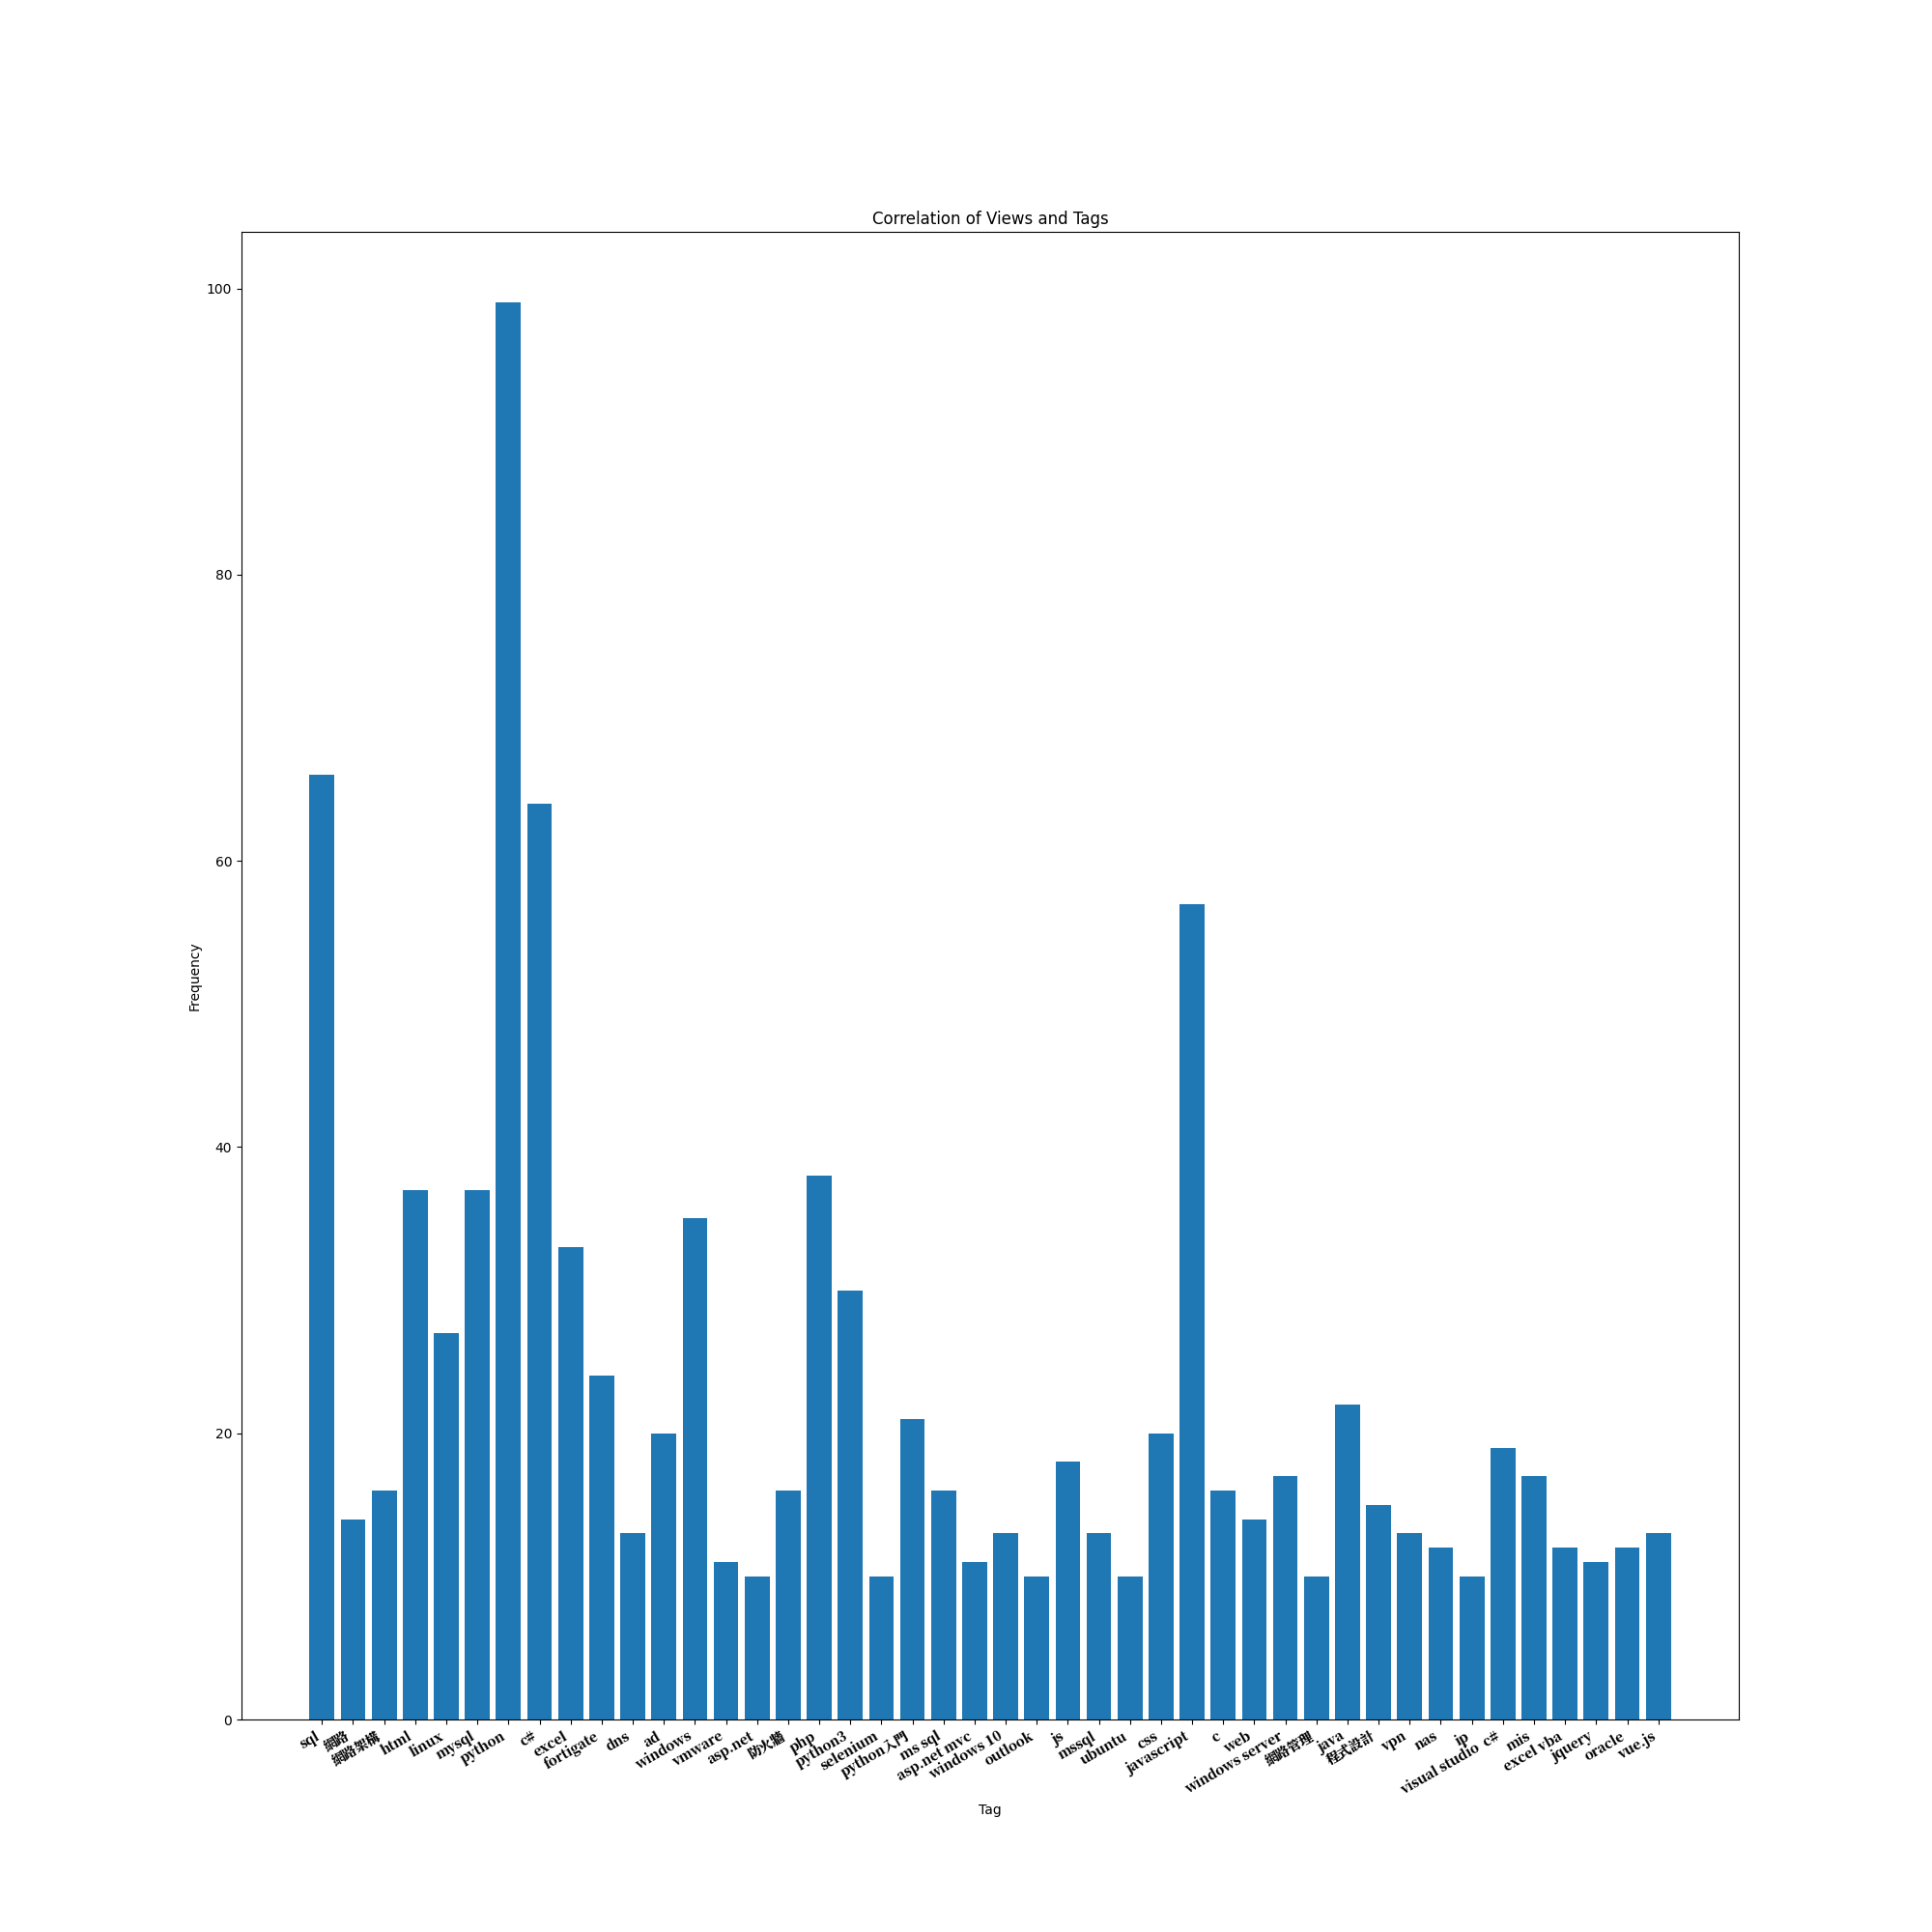 Correlation of Views and Tags
100
80
60
40
20
0
Frequency
sql
網路
網路架構
html
linux
mysql
python
c#
excel
fortigate
dns
ad
windows
vmware
asp.net
防火牆
php
python3
selenium
python入門
ms sql
asp.net mvc
windows 10
outlook
js
mssql
ubuntu
css
javascript
c
web
windows server
網路管理
java
程式設計
vpn
nas
ip
visual studio c#
mis
excel vba
jquery
oracle
vue.js
Tag